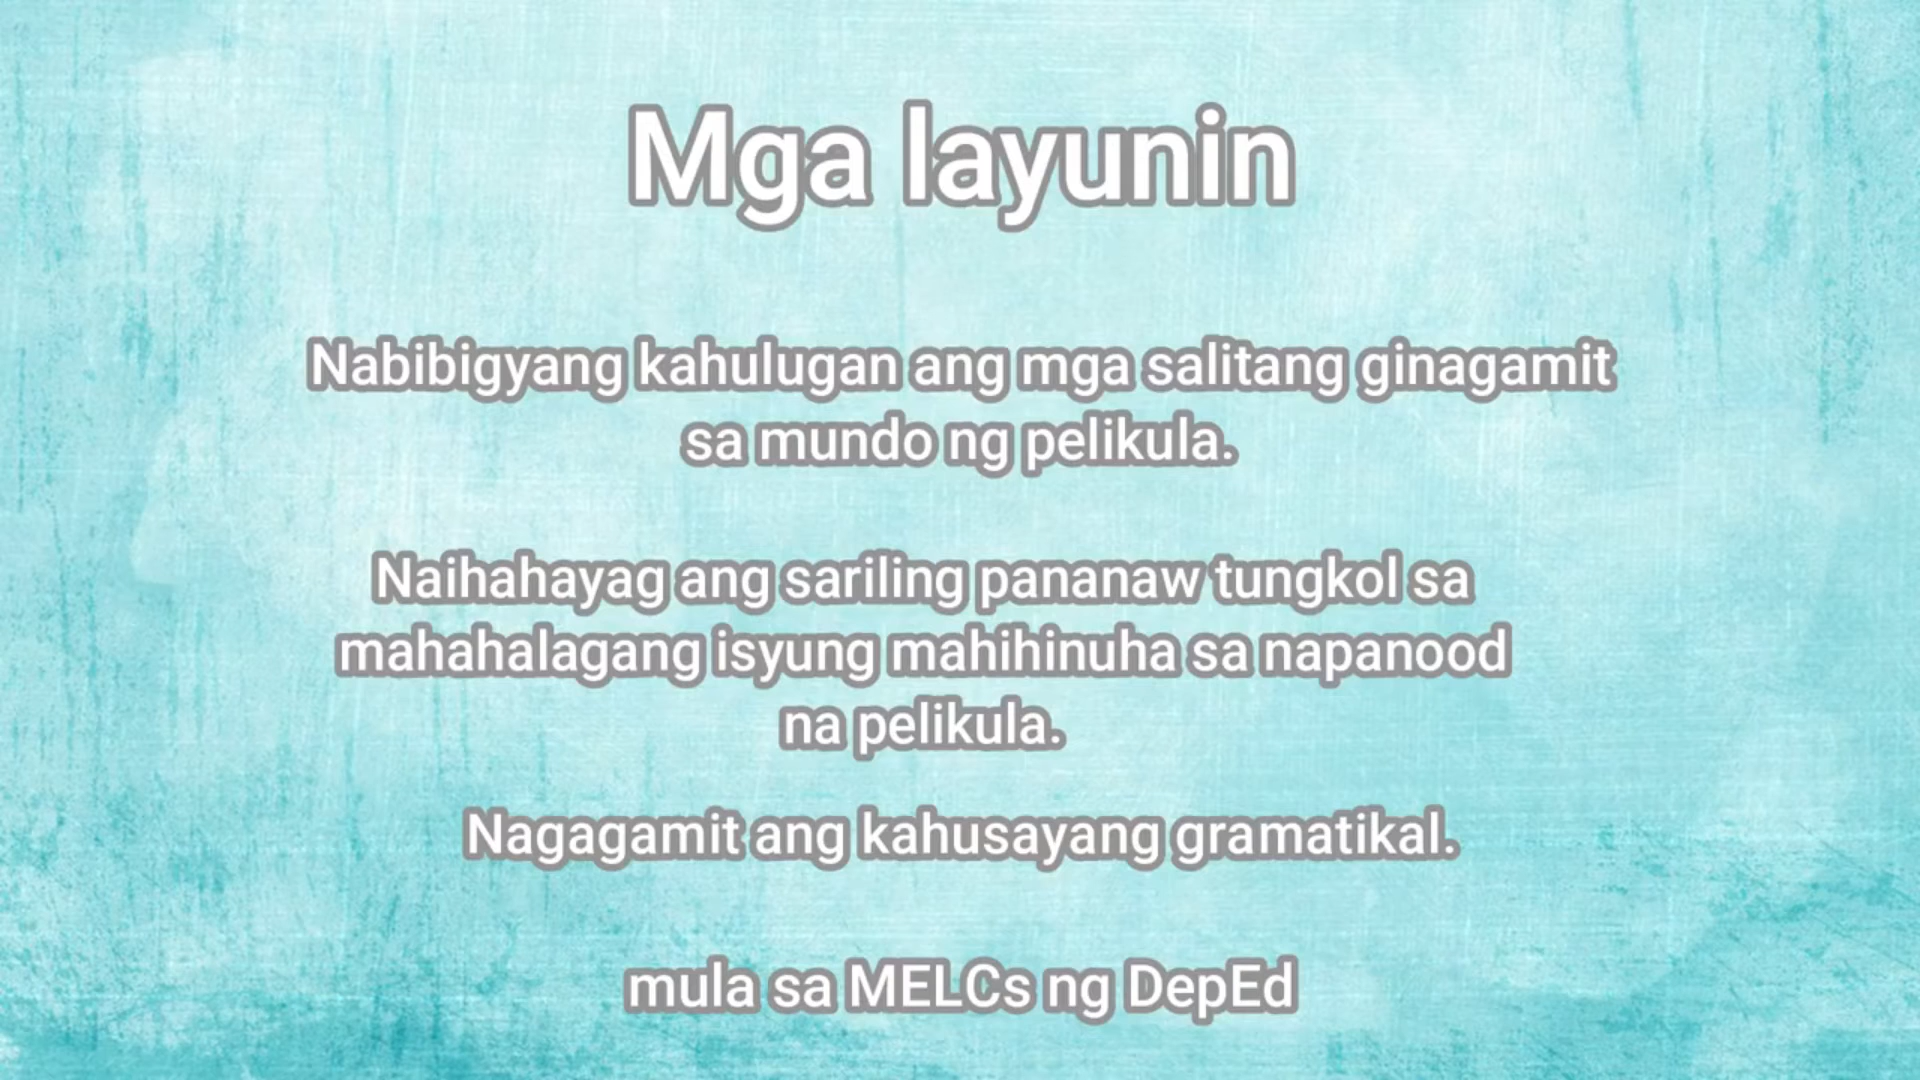 Mga layunin
Nabibigyang kahulugan ang mga salitang ginagamit
sa mundo ng pelikula.
Naihahayag ang sariling pananaw tungkol sa
mahahalagang isyung mahihinuha sa napanood
na pelikula.
Nagagamit ang kahusayang gramatikal.
mula sa MELCs ng DepEd